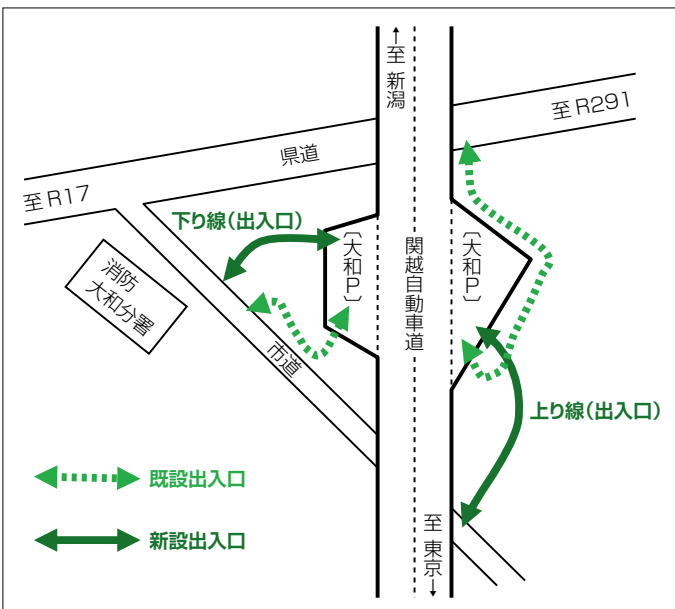 ←至 新潟
至R291
県道
至R17
下り線(出入口)
〔大和P〕
関越自動車道
〔大和P〕
消防
大和分署
市道
上り線(出入口)
既設出入口
新設出入口
至 東京→